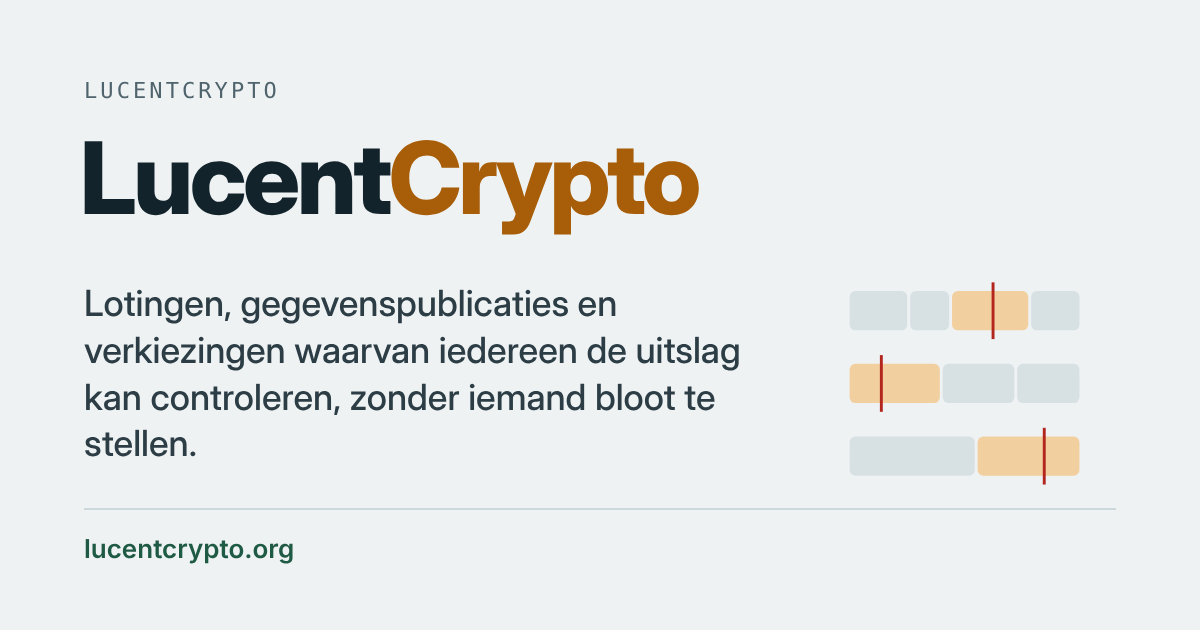 LUCENTCRYPTO
LucentCrypto
Lotingen, gegevenspublicaties en
verkiezingen waarvan iedereen de uitslag
kan controleren, zonder iemand bloot te
stellen.
lucentcrypto.org